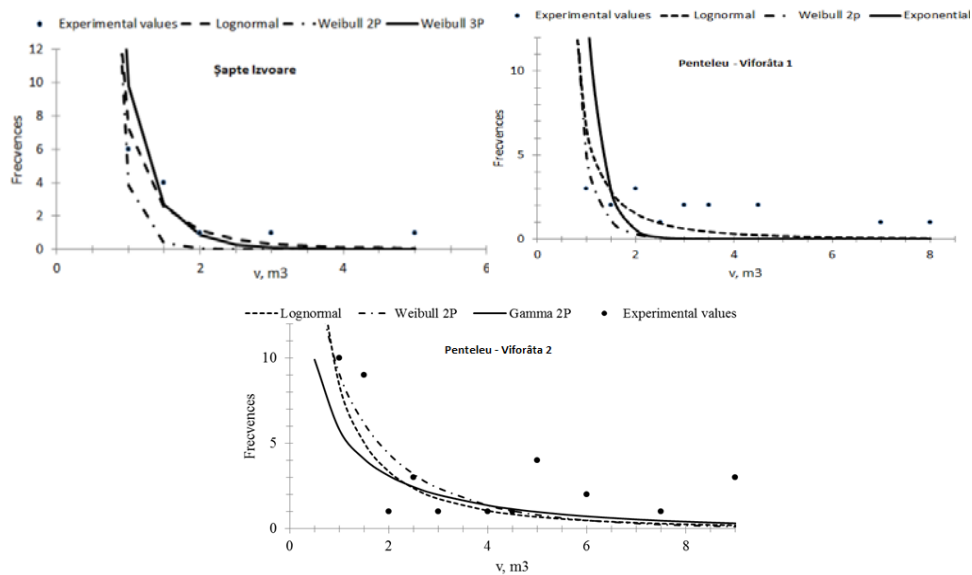 Experimental values Lognormal Weibull 2P Weibull 3P
Şapte Izvoare
Frecvences
12
10
8
6
4
2
0
0 2 4 6
v, m3
Experimental values Lognormal Weibull 2p Exponential
Penteleu - Viforâta 1
Frecvences
10
5
0
0 2 4 6 8
v, m3
Lognormal Weibull 2P Gamma 2P Experimental values
Penteleu - Viforâta 2
Frecvences
10
5
0
0 2 4 6 8
v, m3